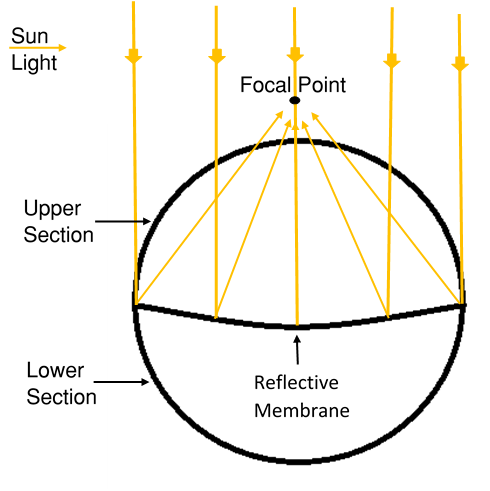 Sun
Light
Focal Point
Upper
Section
Lower
Section
Reflective
Membrane